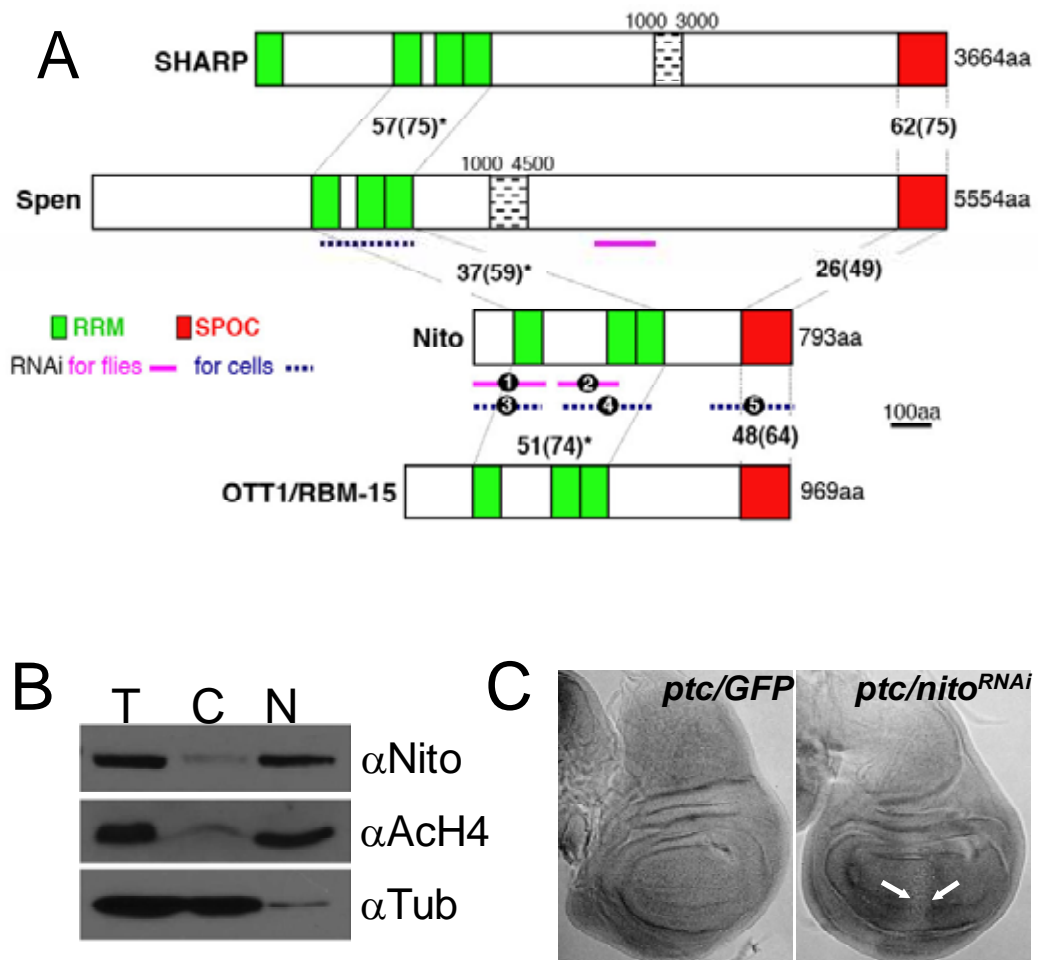 A
1000 3000
SHARP
3664aa
57(75)*
62(75)
1000 4500
Spen
5554aa
37(59)*
26(49)
RRM SPOC
Nito
793aa
RNAi for flies for cells
1 2
3 4 5
100aa
51(74)*
48(64)
OTT1/RBM-15
969aa
B
T C N
αNito
αAcH4
αTub
C
ptc/GFP
ptc/nitoRNAi